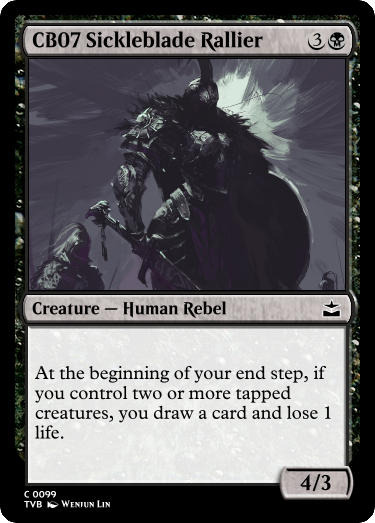 CB07 Sickleblade Rallier 3
Creature — Human Rebel
At the beginning of your end step, if
you control two or more tapped
creatures, you draw a card and lose 1
life.
4/3
C 0099
TVB Wenjun Lin